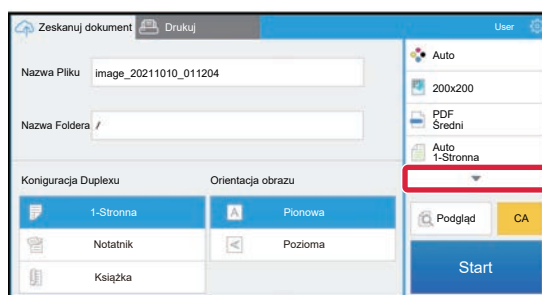 Zeskanuj dokument
Drukuj
User
Nazwa Pliku
image_20211010_011204
Nazwa Foldera
/
Koniguracja Duplexu
Orientacja obrazu
1-Stronna
A
Pionowa
Notatnik
Pozioma
Książka
Auto
200x200
PDF
Średni
Auto
1-Stronna
Podgląd
CA
Start